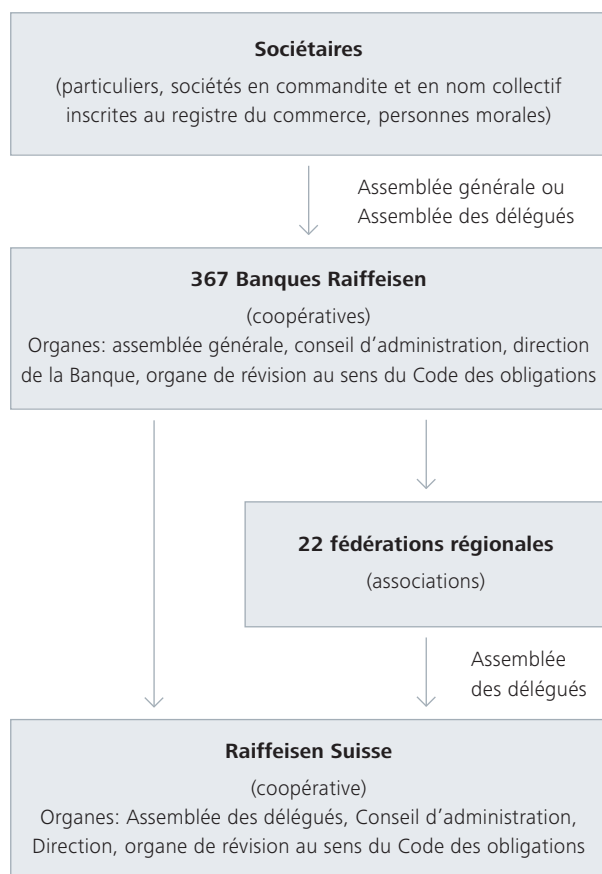 Sociétaires
(particuliers, sociétés en commandite et en nom collectif
inscrites au registre du commerce, personnes morales)
Assemblée générale ou
Assemblée des délégués
367 Banques Raiffeisen
(coopératives)
Organes: assemblée générale, conseil d’administration, direction
de la Banque, organe de révision au sens du Code des obligations
22 fédérations régionales
(associations)
Assemblée
des délégués
Raiffeisen Suisse
(coopérative)
Organes: Assemblée des délégués, Conseil d’administration,
Direction, organe de révision au sens du Code des obligations